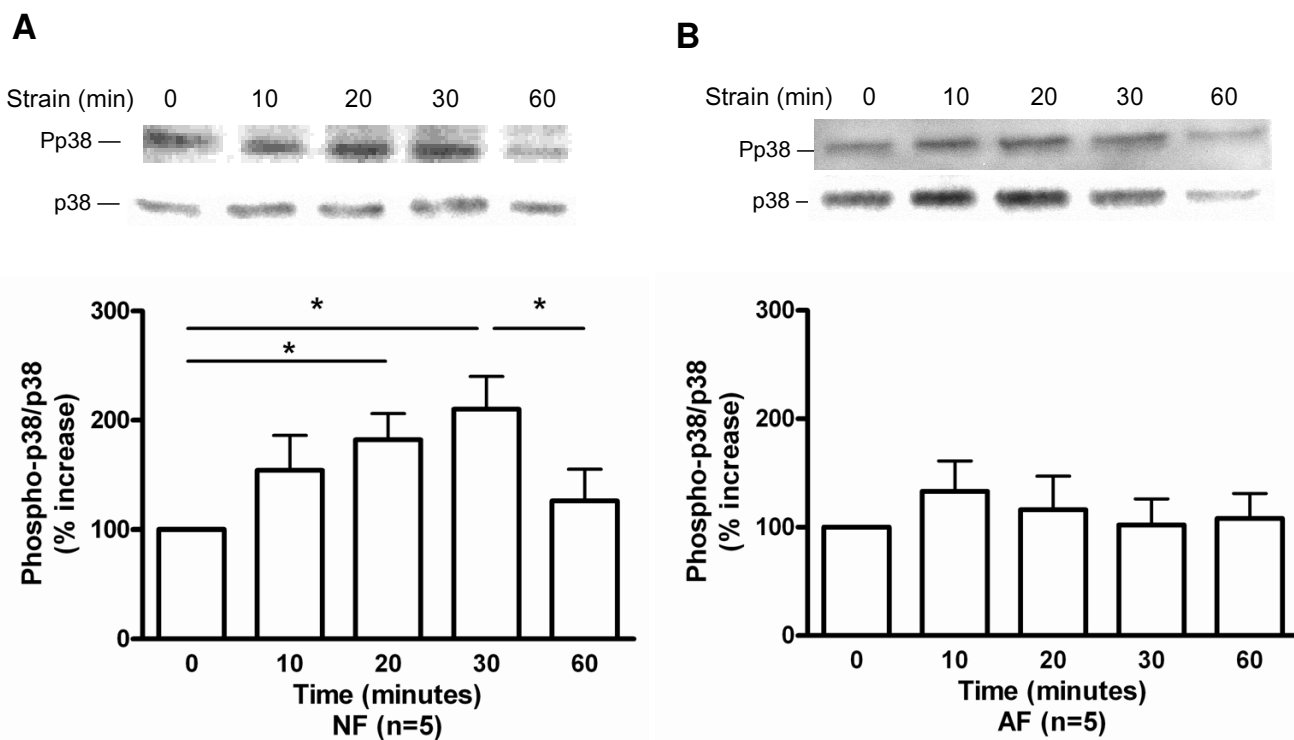 A
Strain (min) 0 10 20 30 60
Pp38 —
p38 —
300
200
100
0
Phospho-p38/p38
(% increase)
*
*
*
0 10 20 30 60
Time (minutes)
NF (n=5)
B
Strain (min) 0 10 20 30 60
Pp38 —
p38 –
300
200
100
0
Phospho-p38/p38
(% increase)
0 10 20 30 60
Time (minutes)
AF (n=5)